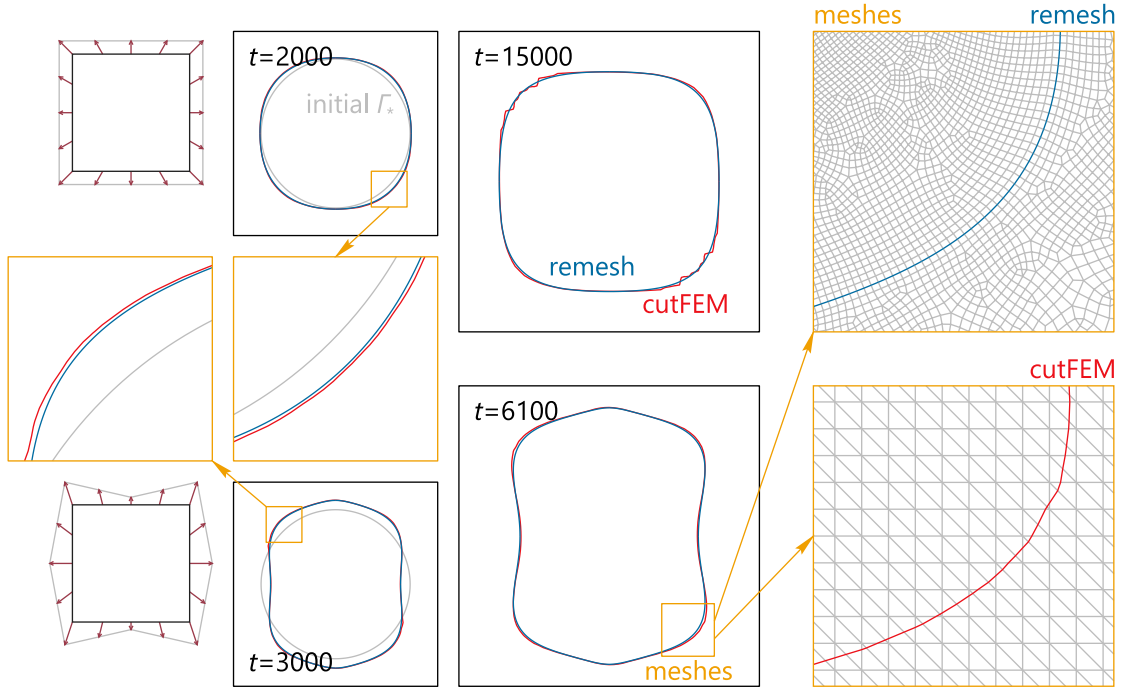 t=2000
initial Γ*
t=15000
remesh
cutFEM
meshes
remesh
cutFEM
t=3000
t=6100
meshes